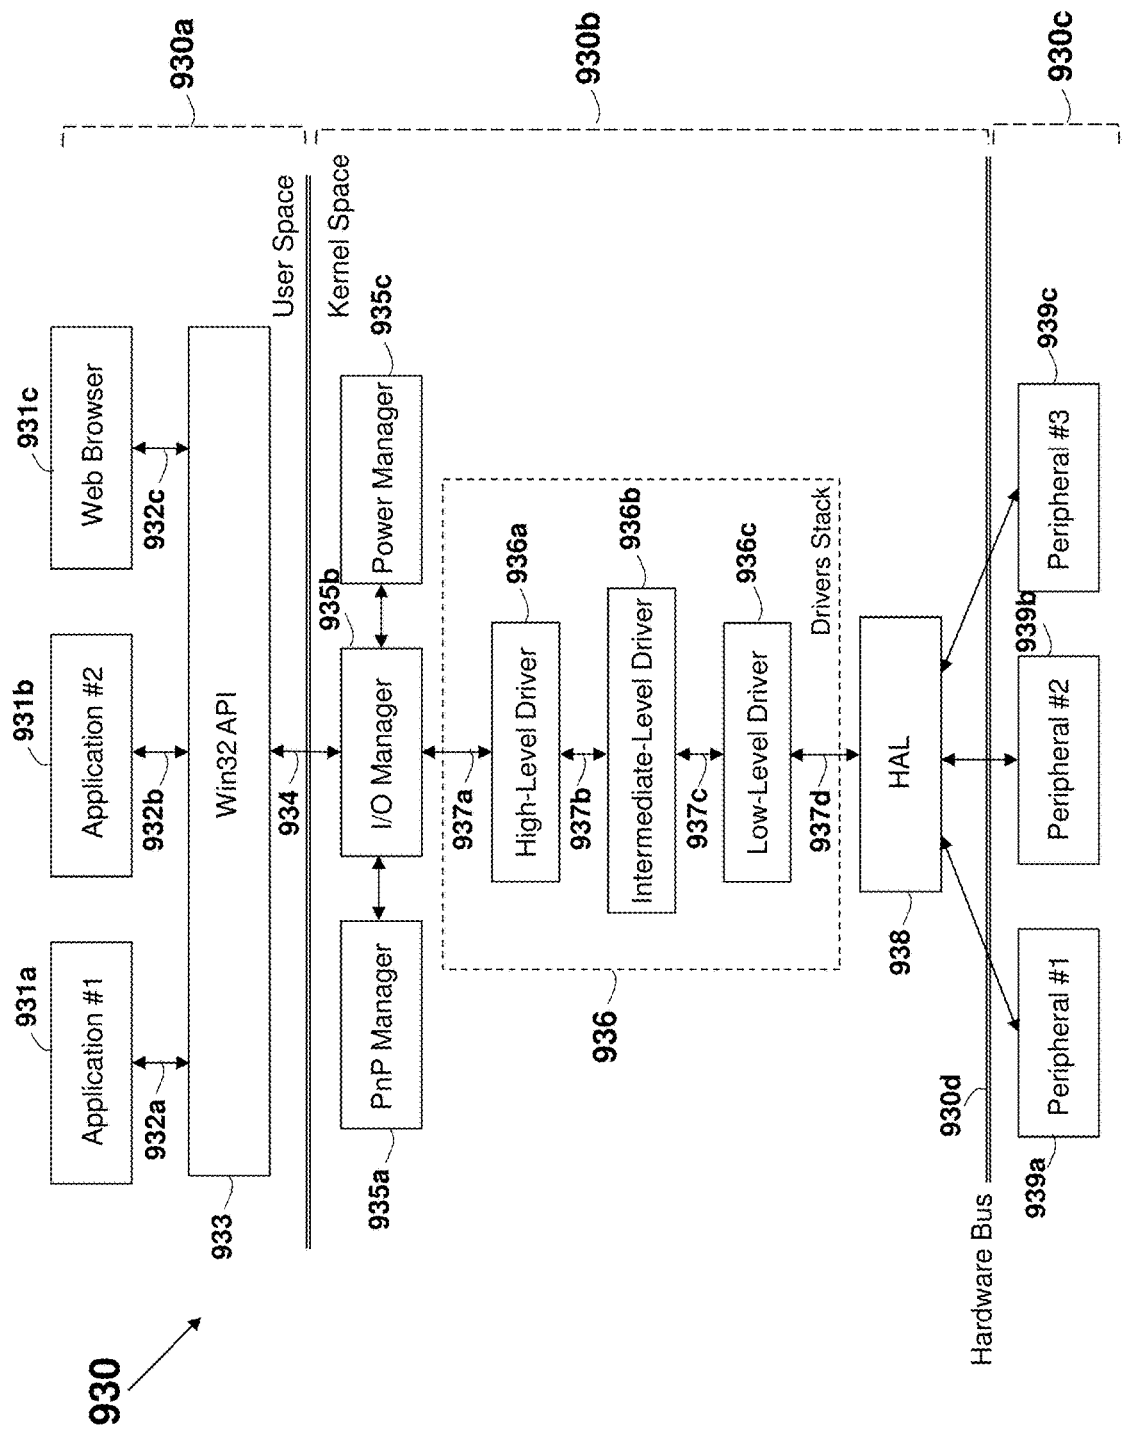 930
931a
Application #1
931b
Application #2
931c
Web Browser
930a
932a
932b
932c
933
Win32 API
User Space
934
Kernel Space
935a
PnP Manager
935b
I/O Manager
935c
Power Manager
930b
937a
936a
High-Level Driver
937b
936b
Intermediate-Level Driver
937c
936c
Low-Level Driver
937d
Drivers Stack
936
938
HAL
930d
Hardware Bus
939a
Peripheral #1
939b
Peripheral #2
939c
Peripheral #3
930c